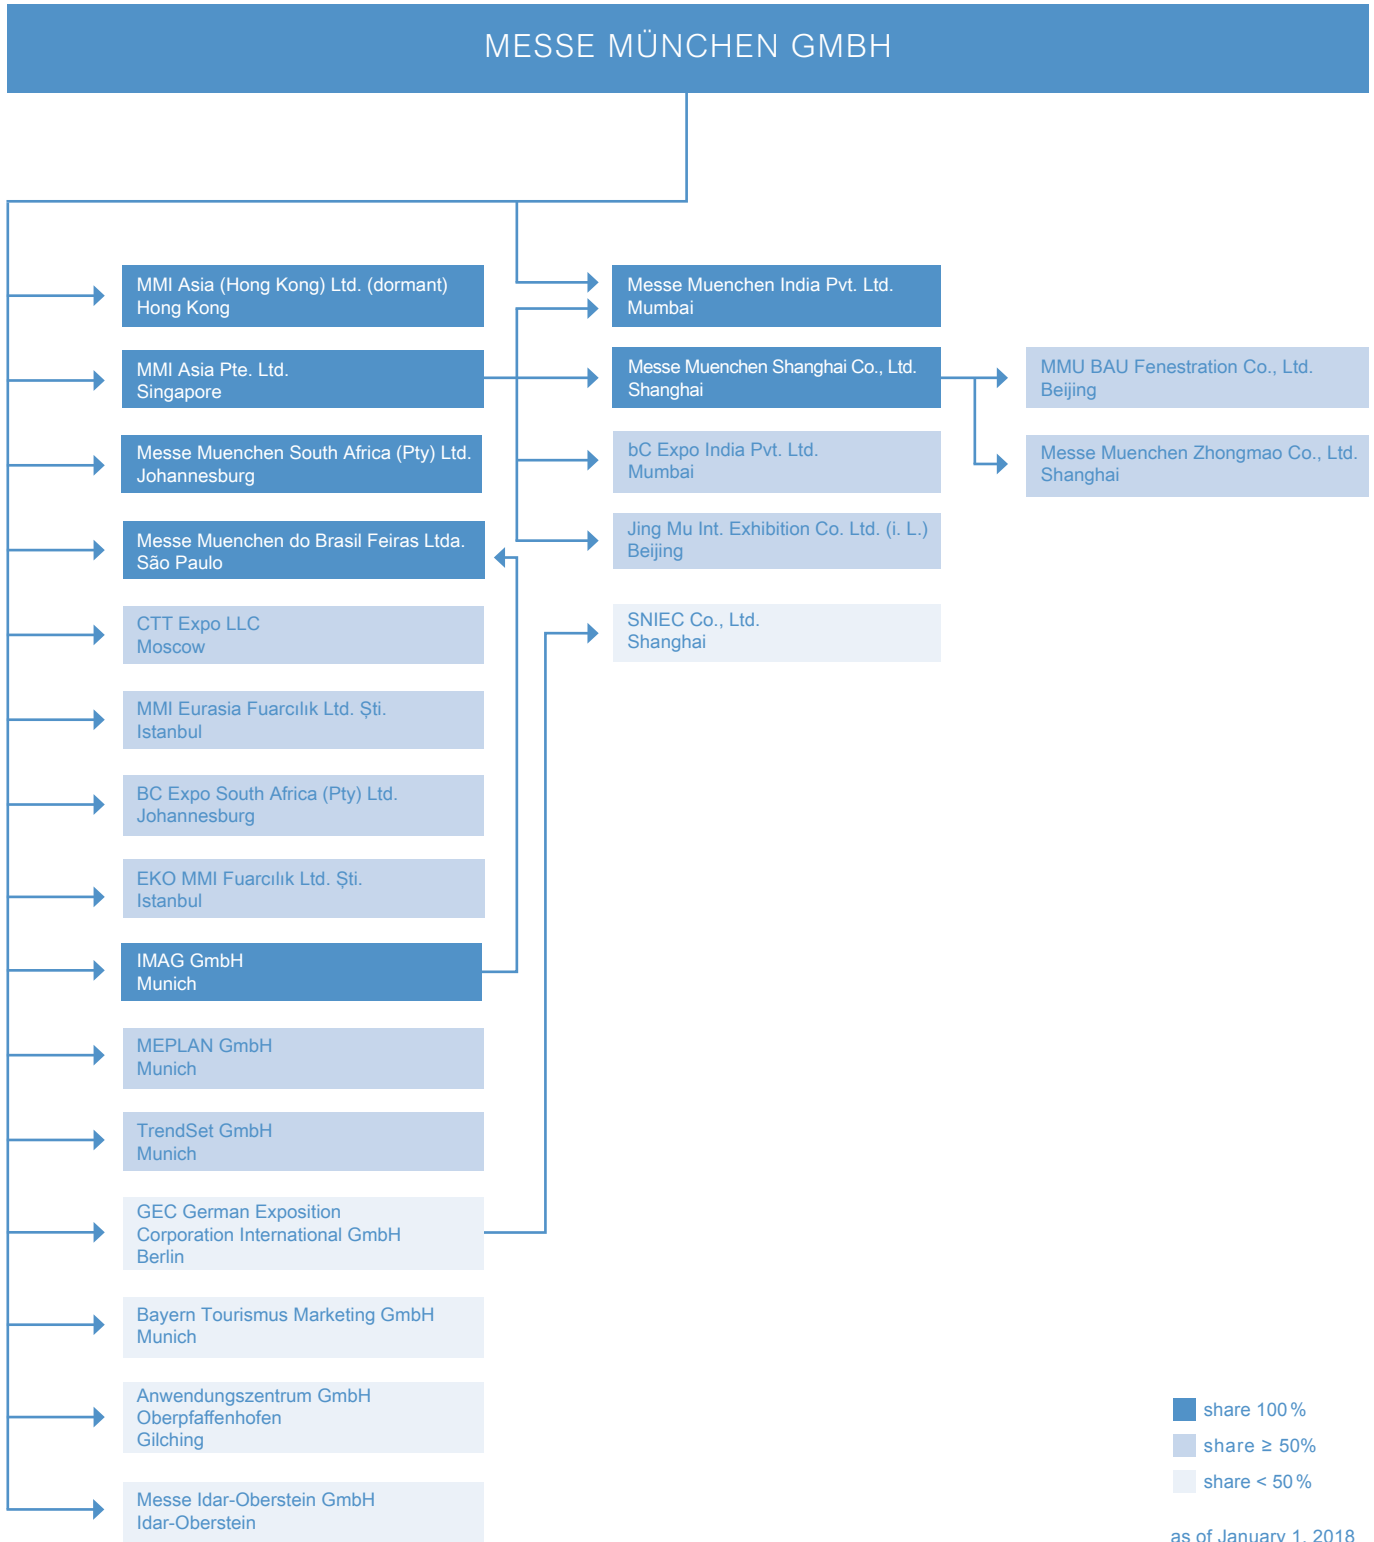 MESSE MÜNCHEN GMBH
MMI Asia (Hong Kong) Ltd. (dormant)
Hong Kong
MMI Asia Pte. Ltd.
Singapore
Messe Muenchen South Africa (Pty) Ltd.
Johannesburg
Messe Muenchen do Brasil Feiras Ltda.
São Paulo
CTT Expo LLC
Moscow
MMI Eurasia Fuarcılık Ltd. Şti.
Istanbul
BC Expo South Africa (Pty) Ltd.
Johannesburg
EKO MMI Fuarcılık Ltd. Şti.
Istanbul
IMAG GmbH
Munich
MEPLAN GmbH
Munich
TrendSet GmbH
Munich
GEC German Exposition
Corporation International GmbH
Berlin
Bayern Tourismus Marketing GmbH
Munich
Anwendungszentrum GmbH
Oberpfaffenhofen
Gilching
Messe Idar-Oberstein GmbH
Idar-Oberstein
Messe Muenchen India Pvt. Ltd.
Mumbai
Messe Muenchen Shanghai Co., Ltd.
Shanghai
bC Expo India Pvt. Ltd.
Mumbai
Jing Mu Int. Exhibition Co. Ltd. (i. L.)
Beijing
SNIEC Co., Ltd.
Shanghai
MMU BAU Fenestration Co., Ltd.
Beijing
Messe Muenchen Zhongmao Co., Ltd.
Shanghai
share 100 %
share ≥ 50%
share < 50 %
as of January 1, 2018